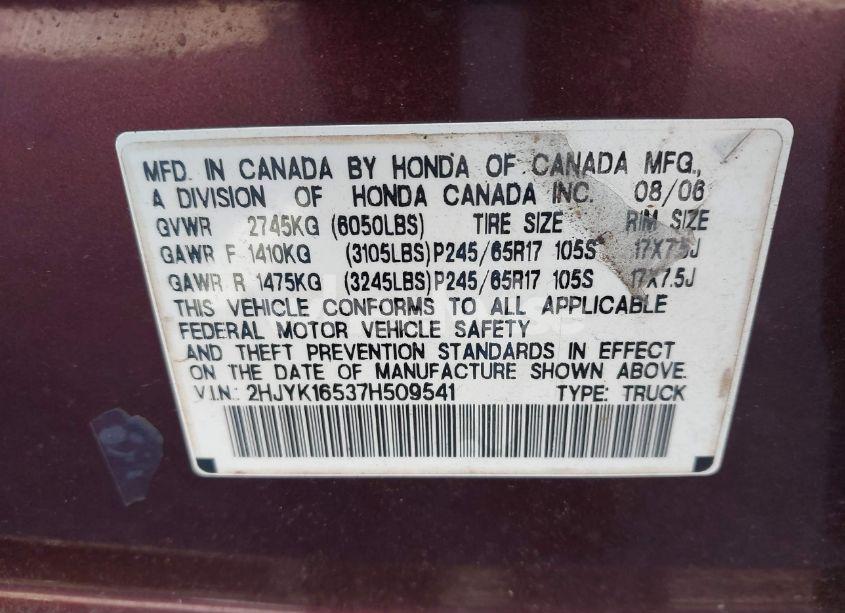 MFD. IN CANADA BY HONDA OF CANADA MFG.,
A DIVISION OF HONDA CANADA INC. 08/06
GVWR 2745KG (6050LBS) TIRE SIZE RIM SIZE
GAWR F 1410KG (3105LBS)P245/65R17 105S 17X7.5J
GAWR R 1475KG (3245LBS)P245/65R17 105S 17X7.5J
THIS VEHICLE CONFORMS TO ALL APPLICABLE
FEDERAL MOTOR VEHICLE SAFETY
AND THEFT PREVENTION STANDARDS IN EFFECT
ON THE DATE OF MANUFACTURE SHOWN ABOVE.
V.I.N.: 2HJYK16537H509541 TYPE: TRUCK